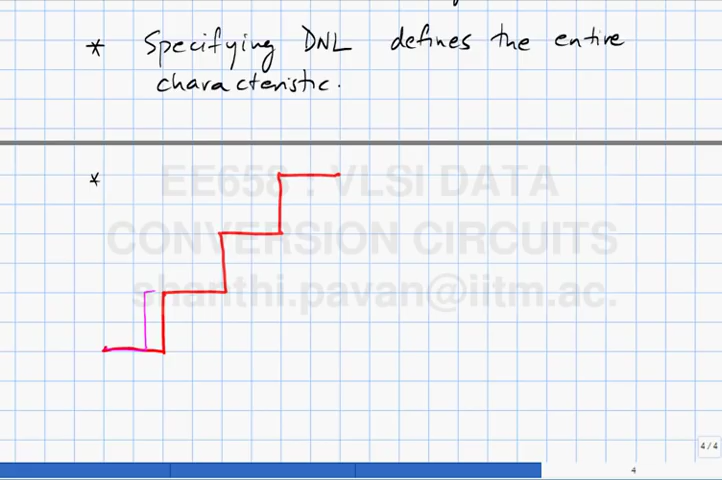 * Specifying DNL defines the entire
characteristic.
*
EE658 : VLSI DATA
CONVERSION CIRCUITS
shanthi.pavan@iitm.ac.
4/4
4